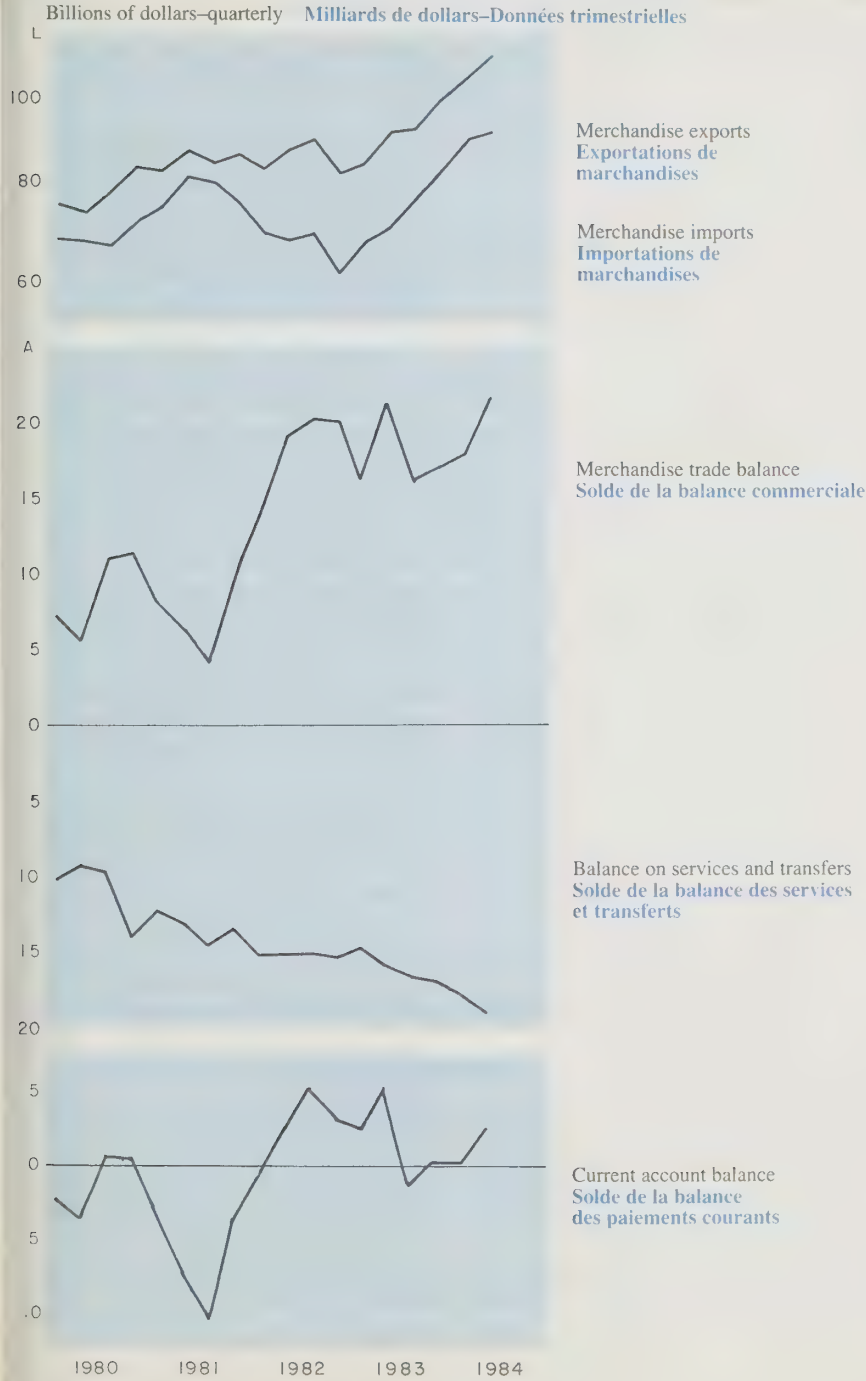 Billions of dollars–quarterly Milliards de dollars–Données trimestrielles
L
100
80
60
Merchandise exports
Exportations de
marchandises
Merchandise imports
Importations de
marchandises
A
20
15
10
5
0
5
10
15
20
Merchandise trade balance
Solde de la balance commerciale
Balance on services and transfers
Solde de la balance des services
et transferts
5
0
5
.0
Current account balance
Solde de la balance
des paiements courants
1980 1981 1982 1983 1984